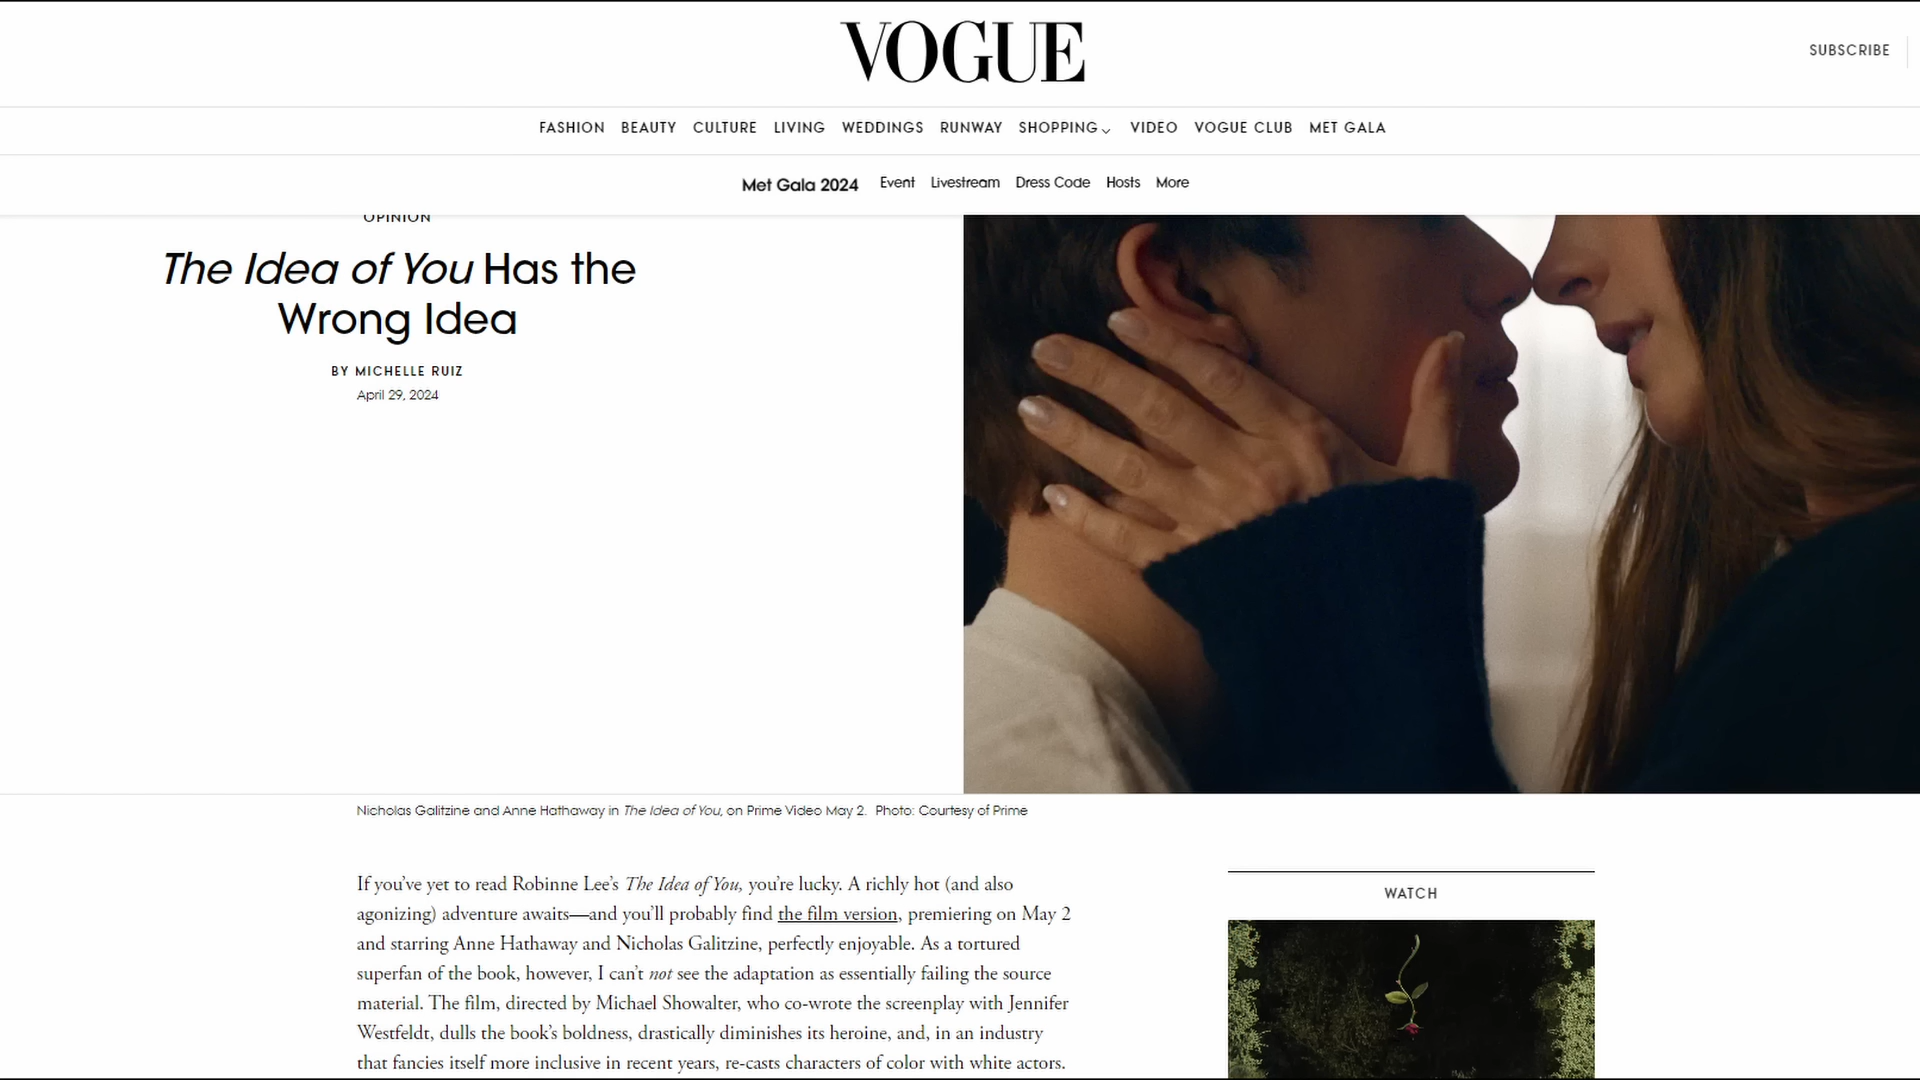 VOGUE
SUBSCRIBE
FASHION BEAUTY CULTURE LIVING WEDDINGS RUNWAY SHOPPING VIDEO VOGUE CLUB MET GALA
Met Gala 2024 Event Livestream Dress Code Hosts More
OPINION
The Idea of You Has the
Wrong Idea
BY MICHELLE RUIZ
April 29, 2024
Nicholas Galitzine and Anne Hathaway in The Idea of You, on Prime Video May 2. Photo: Courtesy of Prime
If you’ve yet to read Robinne Lee’s The Idea of You, you’re lucky. A richly hot (and also
agonizing) adventure awaits—and you’ll probably find the film version, premiering on May 2
and starring Anne Hathaway and Nicholas Galitzine, perfectly enjoyable. As a tortured
superfan of the book, however, I can’t not see the adaptation as essentially failing the source
material. The film, directed by Michael Showalter, who co-wrote the screenplay with Jennifer
Westfeldt, dulls the book’s boldness, drastically diminishes its heroine, and, in an industry
that fancies itself more inclusive in recent years, re-casts characters of color with white actors.
WATCH